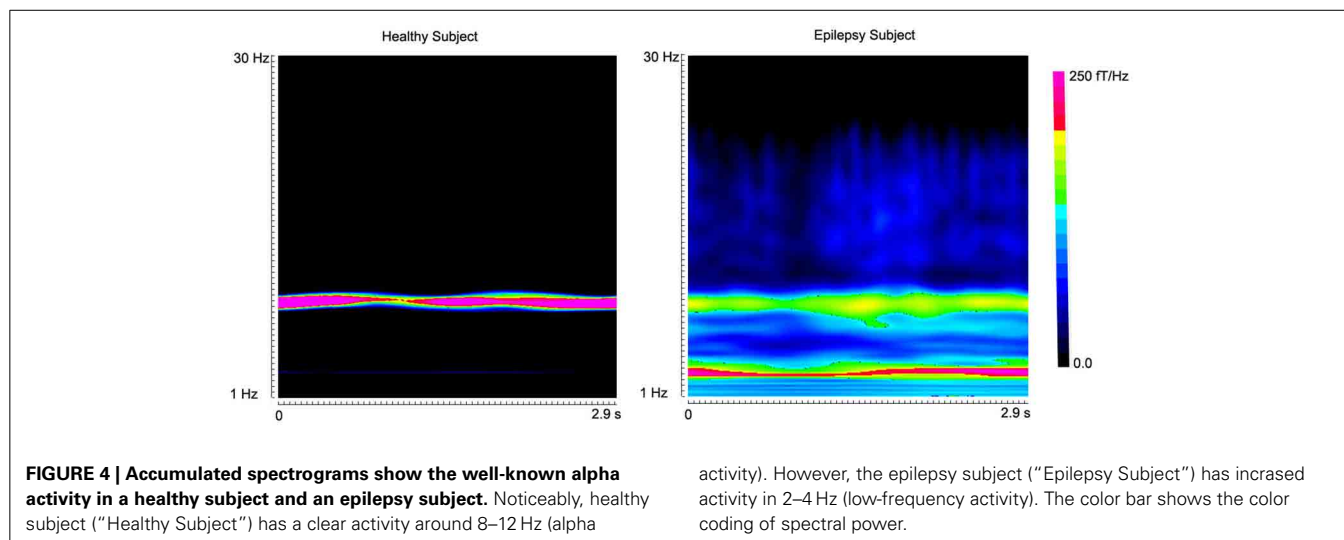 Healthy Subject
30 Hz
1 Hz
0
2.9 s
Epilepsy Subject
30 Hz
1 Hz
0
2.9 s
250 fT/Hz
0.0
FIGURE 4 | Accumulated spectrograms show the well-known alpha
activity in a healthy subject and an epilepsy subject. Noticeably, healthy
subject (“Healthy Subject”) has a clear activity around 8–12 Hz (alpha
activity). However, the epilepsy subject (“Epilepsy Subject”) has incrased
activity in 2–4 Hz (low-frequency activity). The color bar shows the color
coding of spectral power.